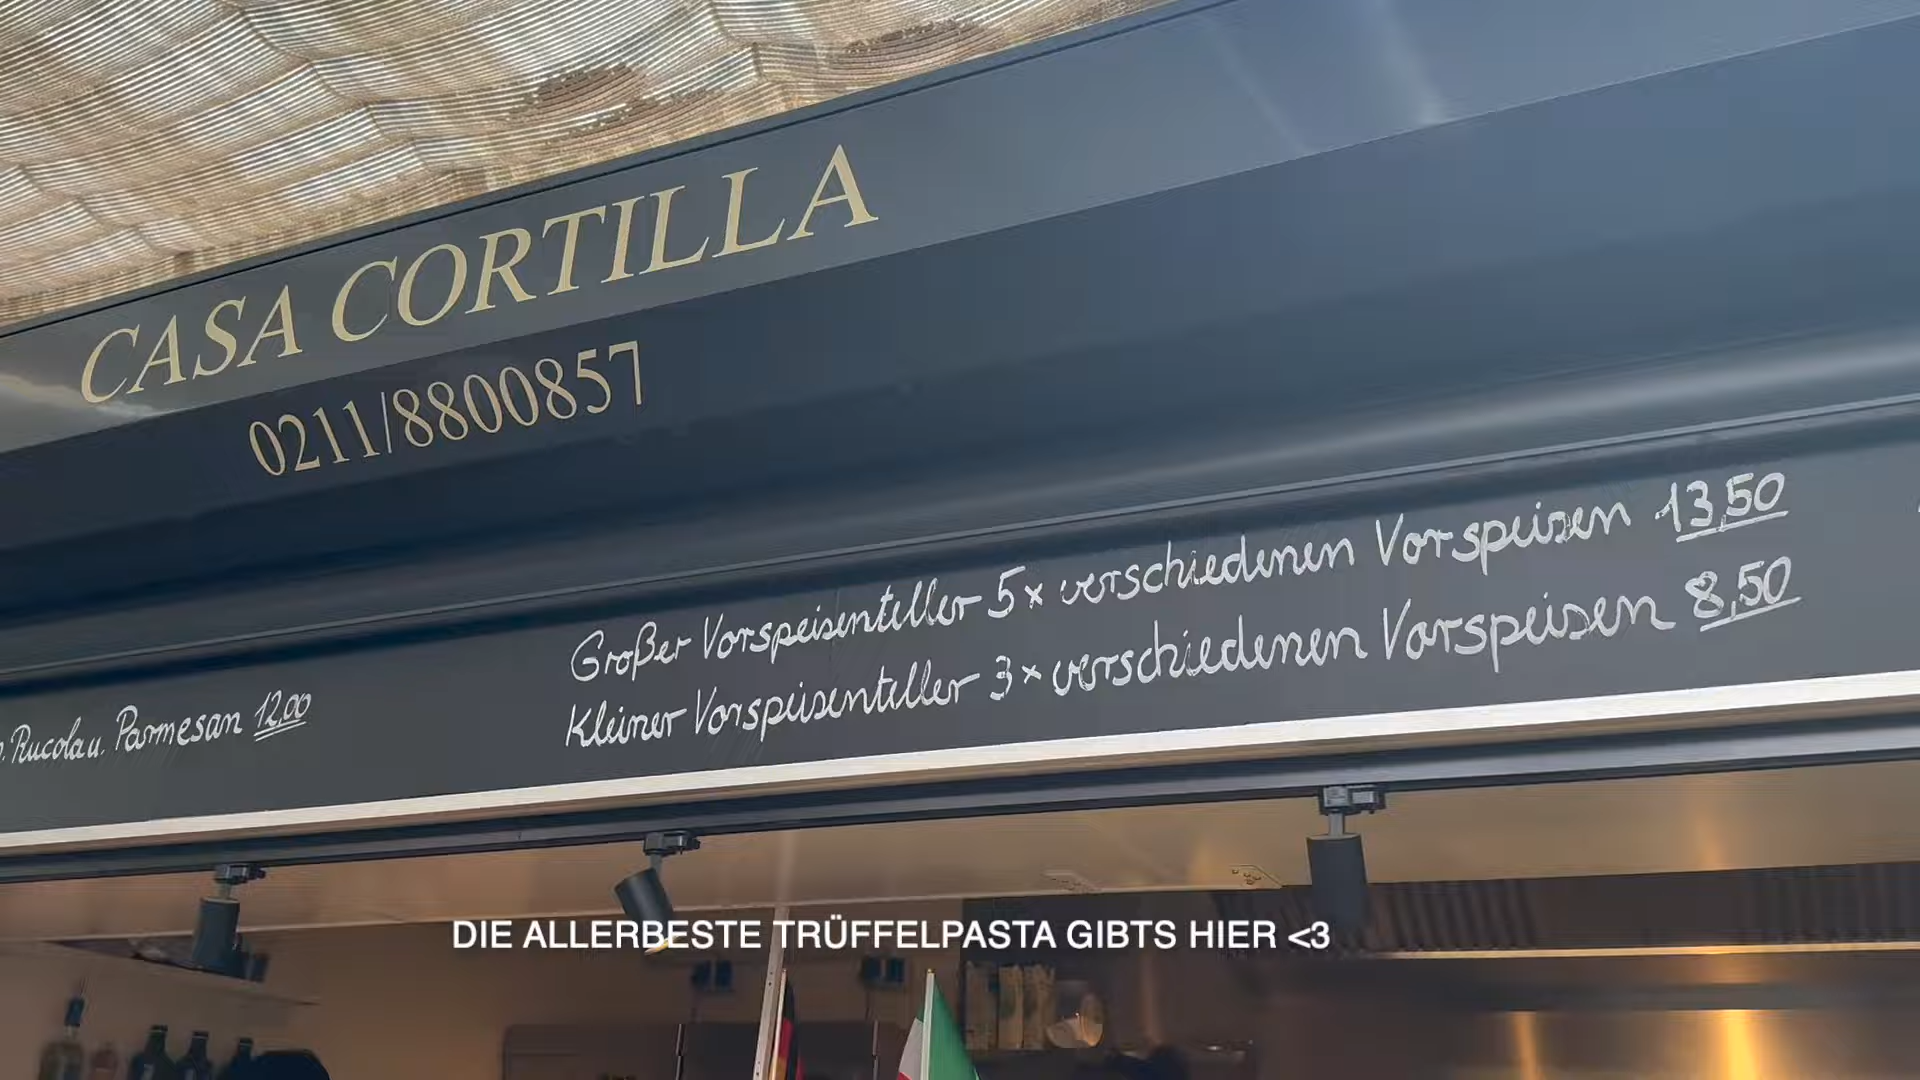 CASA CORTILLA
0211/8800857
Großer Vorspeisenteller 5x verschiedenen Vorspeisen 13,50
Kleiner Vorspeisenteller 3x verschiedenen Vorspeisen 8,50
Rucola u. Parmesan 12,00
DIE ALLERBESTE TRÜFFELPASTA GIBTS HIER <3